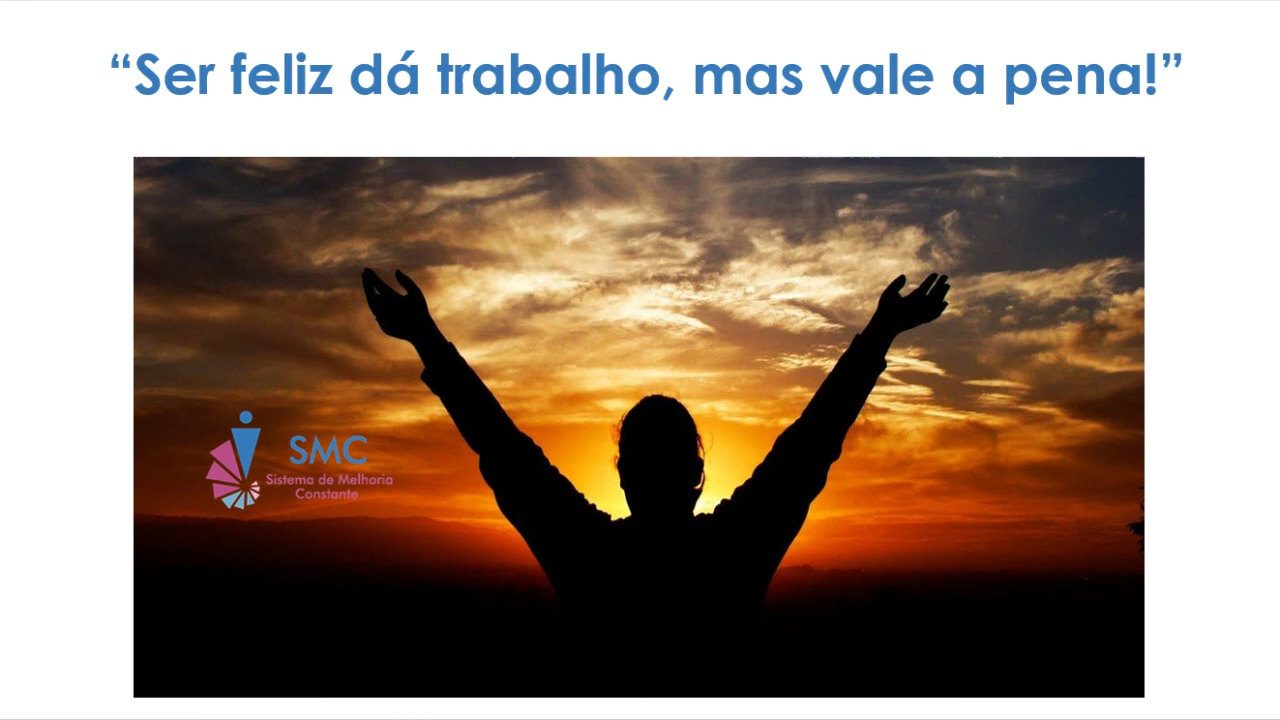 “Ser feliz dá trabalho, mas vale a pena!”
SMC
Sistema de Melhoria
Constante